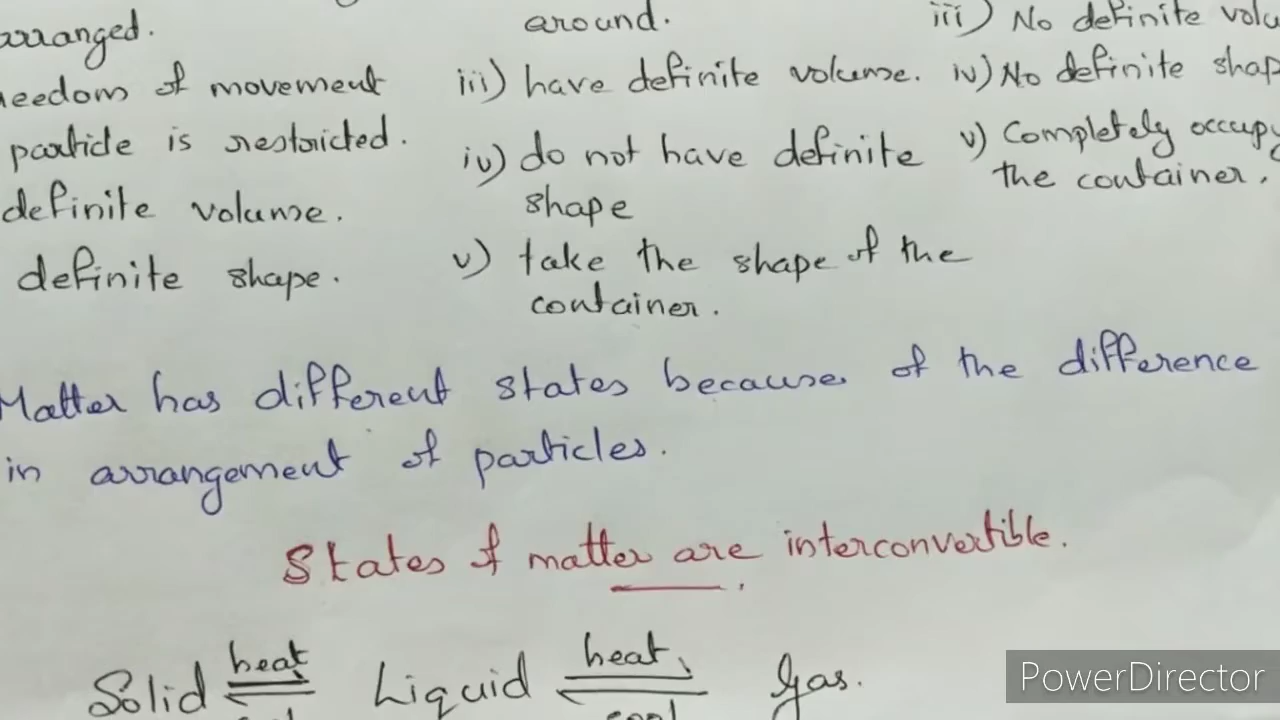 arranged.
freedom of movement
particle is restricted.
definite volume.
definite shape.
around.
iii) have definite volume.
iv) do not have definite
shape
v) take the shape of the
container.
iii) No definite volu
iv) No definite shap
v) Completely occupy
the container.
Matter has different states because of the difference
in arrangement of particles.
States of matter are interconvertible.
Solid heat Liquid heat Gas.
cool
PowerDirector